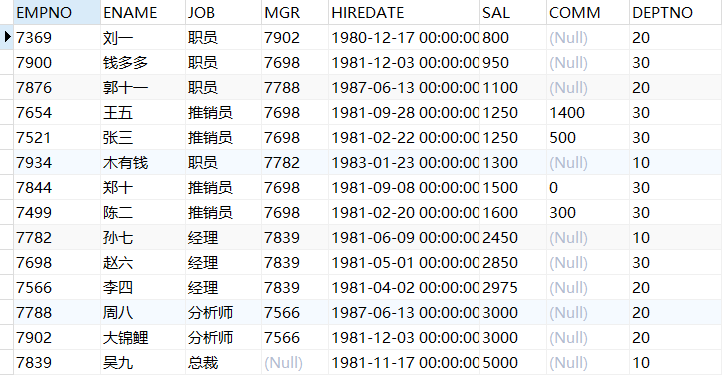 EMPNO ENAME JOB MGR HIREDATE SAL COMM DEPTNO
7369 刘一 职员 7902 1980-12-17 00:00:00 800 (Null) 20
7900 钱多多 职员 7698 1981-12-03 00:00:00 950 (Null) 30
7876 郭十一 职员 7788 1987-06-13 00:00:00 1100 (Null) 20
7654 王五 推销员 7698 1981-09-28 00:00:00 1250 1400 30
7521 张三 推销员 7698 1981-02-22 00:00:00 1250 500 30
7934 木有钱 职员 7782 1983-01-23 00:00:00 1300 (Null) 10
7844 郑十 推销员 7698 1981-09-08 00:00:00 1500 0 30
7499 陈二 推销员 7698 1981-02-20 00:00:00 1600 300 30
7782 孙七 经理 7839 1981-06-09 00:00:00 2450 (Null) 10
7698 赵六 经理 7839 1981-05-01 00:00:00 2850 (Null) 30
7566 李四 经理 7839 1981-04-02 00:00:00 2975 (Null) 20
7788 周八 分析师 7566 1987-06-13 00:00:00 3000 (Null) 20
7902 大锦鲤 分析师 7566 1981-12-03 00:00:00 3000 (Null) 20
7839 吴九 总裁 (Null) 1981-11-17 00:00:00 5000 (Null) 10